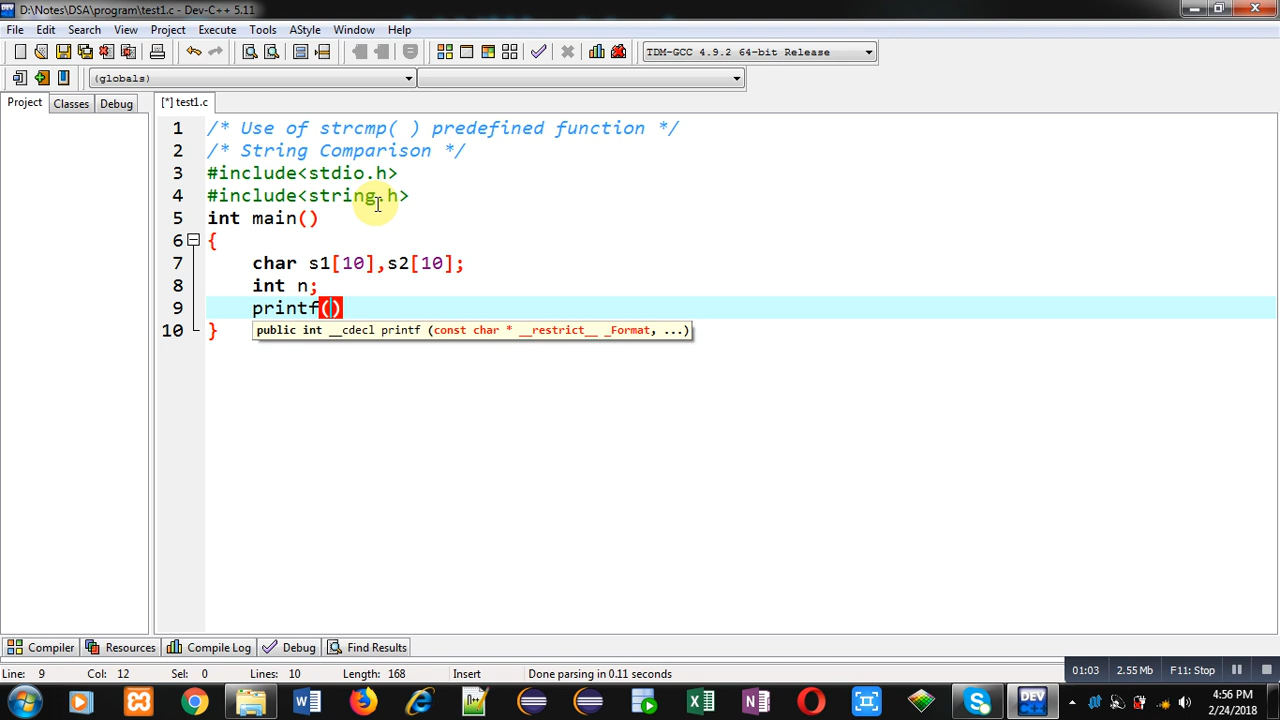 D:\Notes\DSA\program\test1.c - Dev-C++ 5.11
File Edit Search View Project Execute Tools AStyle Window Help
TDM-GCC 4.9.2 64-bit Release
(globals)
Project Classes Debug [*] test1.c
1 /* Use of strcmp( ) predefined function */
2 /* String Comparison */
3 #include<stdio.h>
4 #include<string.h>
5 int main()
6 {
7 char s1[10],s2[10];
8 int n;
9 printf()
public int __cdecl printf (const char * __restrict__ _Format, ...)
10 }
Compiler Resources Compile Log Debug Find Results
Line: 9 Col: 12 Sel: 0 Lines: 10 Length: 168 Insert Done parsing in 0.11 seconds
01:03 2.55 Mb F11: Stop
4:56 PM
2/24/2018